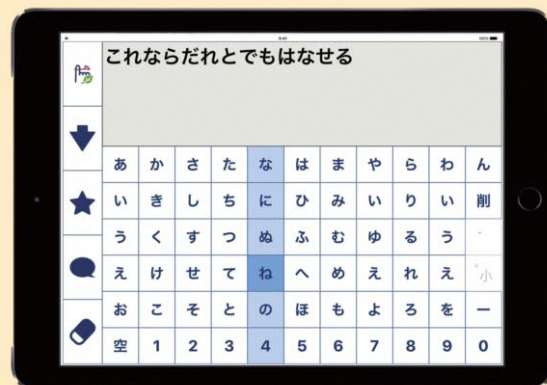 これならだれとでもはなせる
あ か さ た な は ま や ら わ ん
い き し ち に ひ み い り い 削
う く す つ ぬ ふ む ゆ る う ゛
え け せ て ね へ め え れ え ゜小
お こ そ と の ほ も よ ろ を ー
空 1 2 3 4 5 6 7 8 9 0